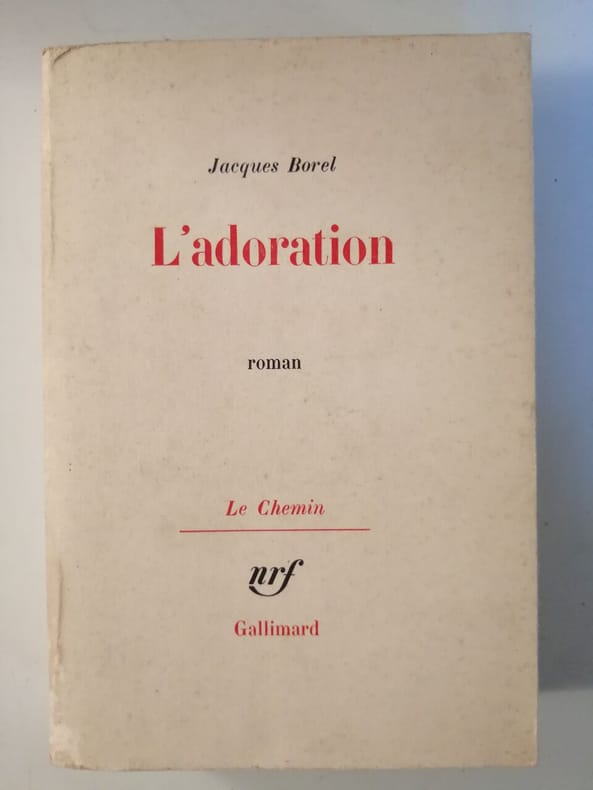 Jacques Borel
L'adoration
roman
Le Chemin
nrf
Gallimard